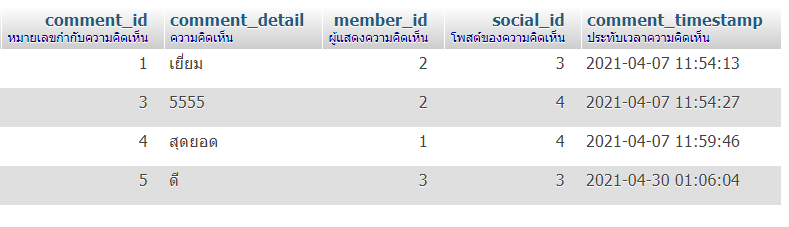 comment_id comment_detail member_id social_id comment_timestamp
หมายเลขกำกับความคิดเห็น ความคิดเห็น ผู้แสดงความคิดเห็น โพสต์ของความคิดเห็น ประทับเวลาความคิดเห็น
1 เยี่ยม 2 3 2021-04-07 11:54:13
3 5555 2 4 2021-04-07 11:54:27
4 สุดยอด 1 4 2021-04-07 11:59:46
5 ดี 3 3 2021-04-30 01:06:04